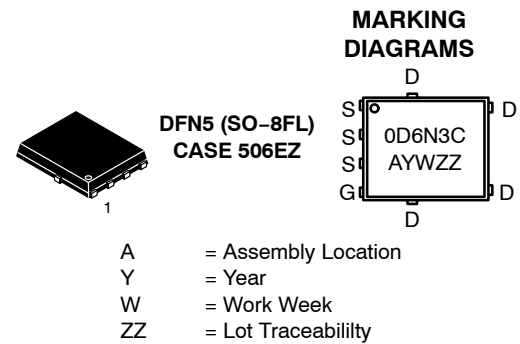 MARKING
DIAGRAMS
D
DFN5 (SO−8FL)
CASE 506EZ
S
S
S
G
0D6N3C
AYWZZ
D
D
D
1
A = Assembly Location
Y = Year
W = Work Week
ZZ = Lot Traceabililty